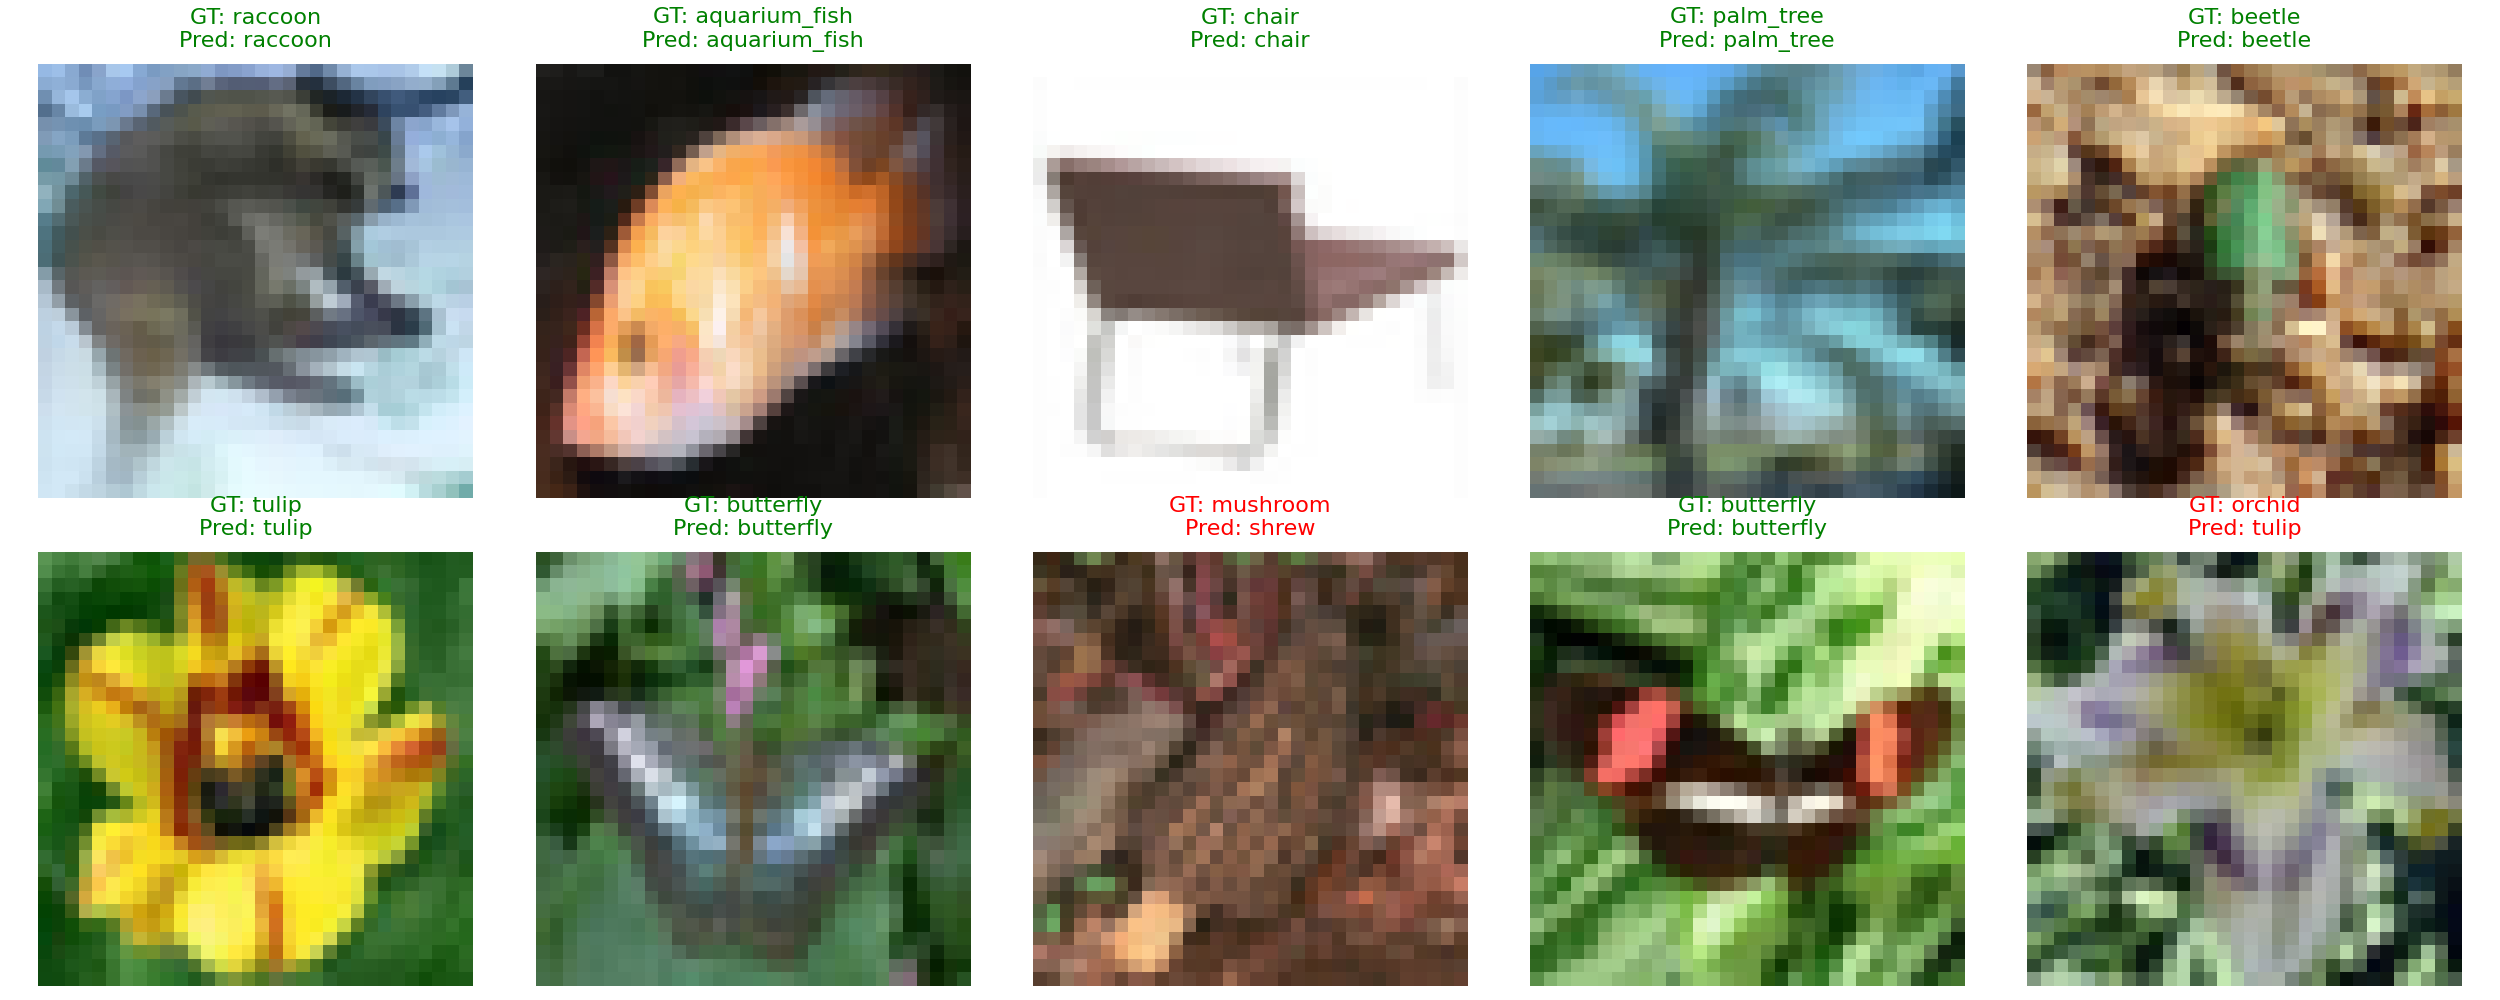 GT: raccoon
Pred: raccoon
GT: aquarium_fish
Pred: aquarium_fish
GT: chair
Pred: chair
GT: palm_tree
Pred: palm_tree
GT: beetle
Pred: beetle
GT: tulip
Pred: tulip
GT: butterfly
Pred: butterfly
GT: mushroom
Pred: shrew
GT: butterfly
Pred: butterfly
GT: orchid
Pred: tulip